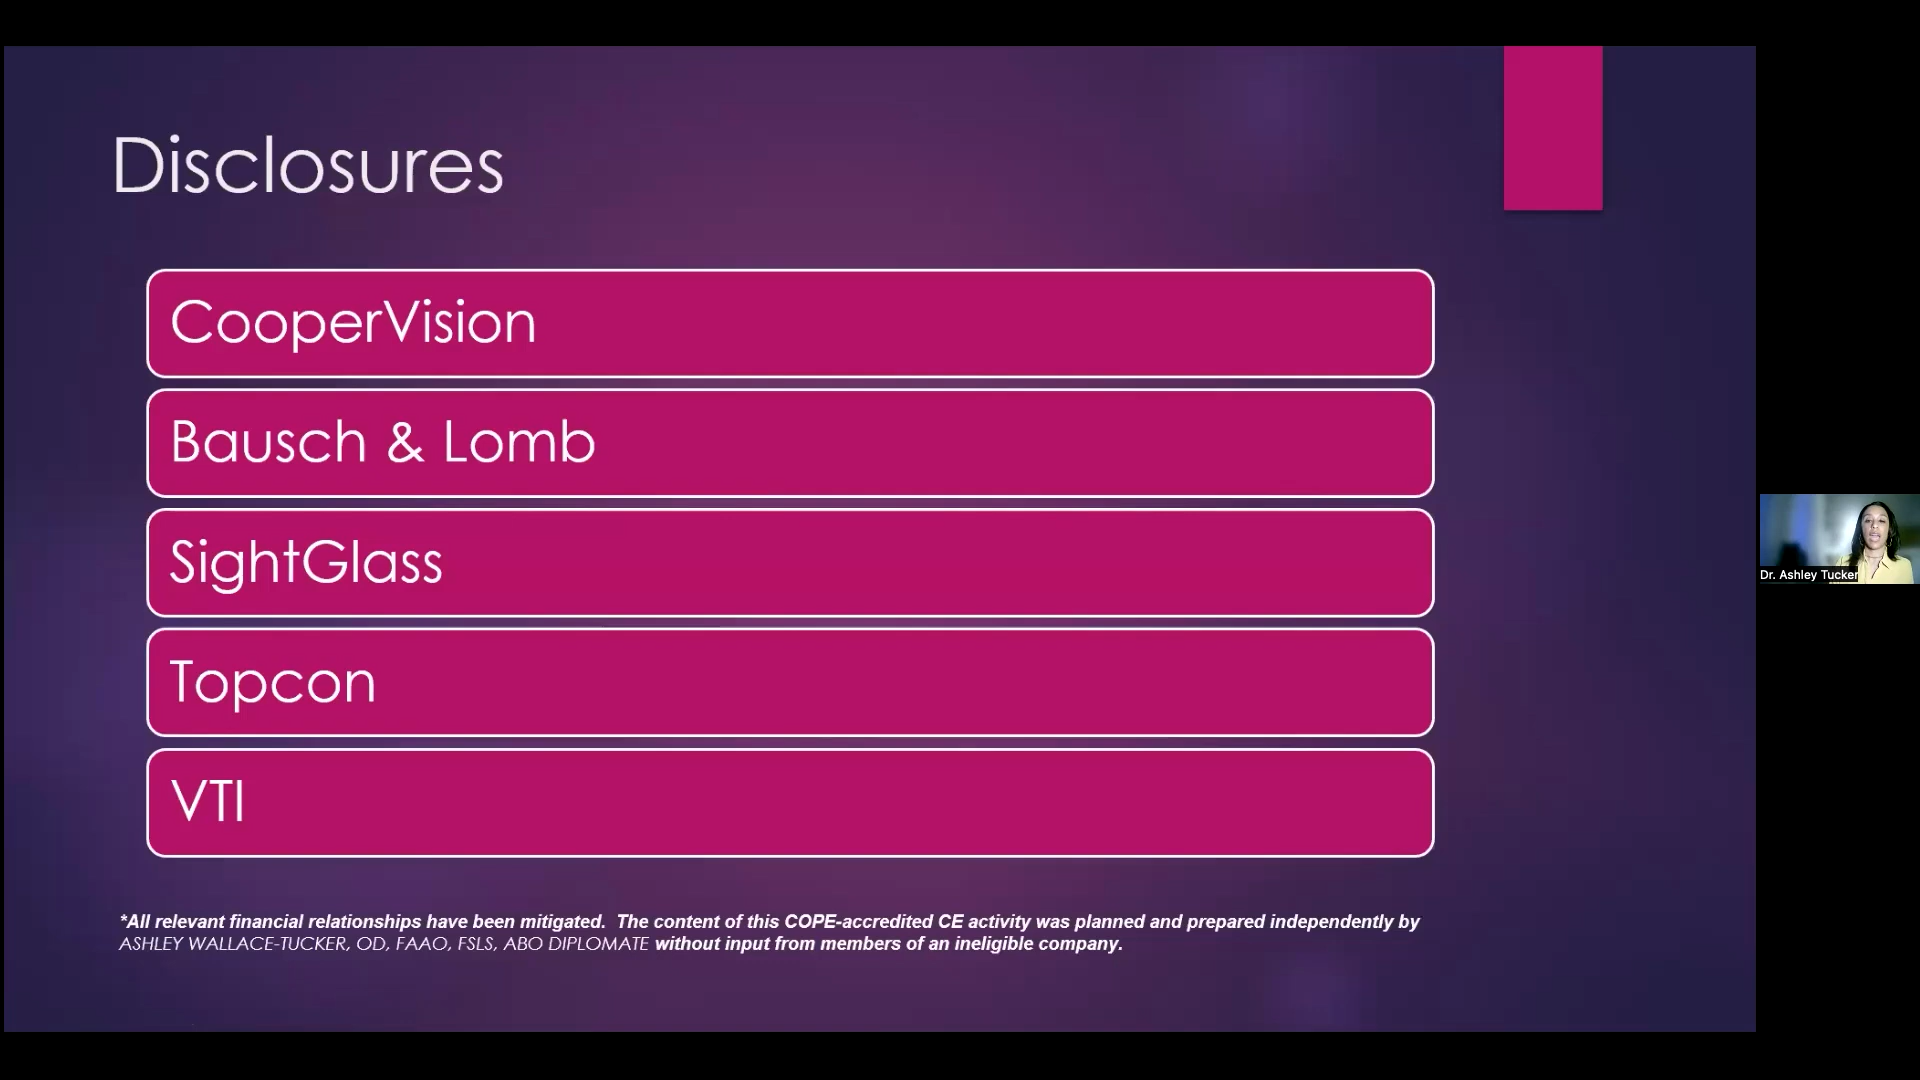 Disclosures
CooperVision
Bausch & Lomb
SightGlass
Topcon
VTI
*All relevant financial relationships have been mitigated.  The content of this COPE-accredited CE activity was planned and prepared independently by
ASHLEY WALLACE-TUCKER, OD, FAAO, FSLS, ABO DIPLOMATE without input from members of an ineligible company.
Dr. Ashley Tucker